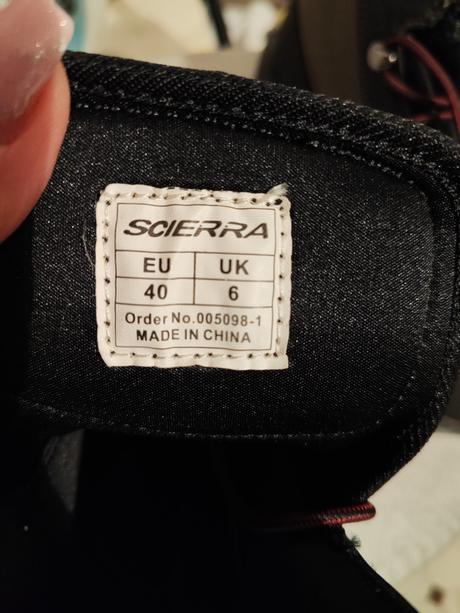 SCIERRA
EU UK
40 6
Order No.005098-1
MADE IN CHINA